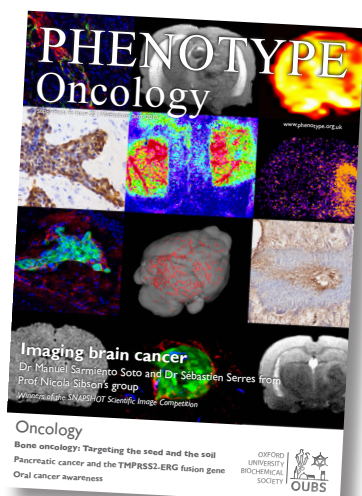 PHENOTYPE
Oncology
www.phenotype.org.uk
Imaging brain cancer
Dr Manuel Sarmiento Soto and Dr Sébastien Serres from
Prof Nicola Sibson's group
Winners of the SNAPSHOT Scientific Image Competition
Oncology
Bone oncology: Targeting the seed and the soil
Pancreatic cancer and the TMPRSS2-ERG fusion gene
Oral cancer awareness
OXFORD
UNIVERSITY
BIOCHEMICAL
SOCIETY
OUBS